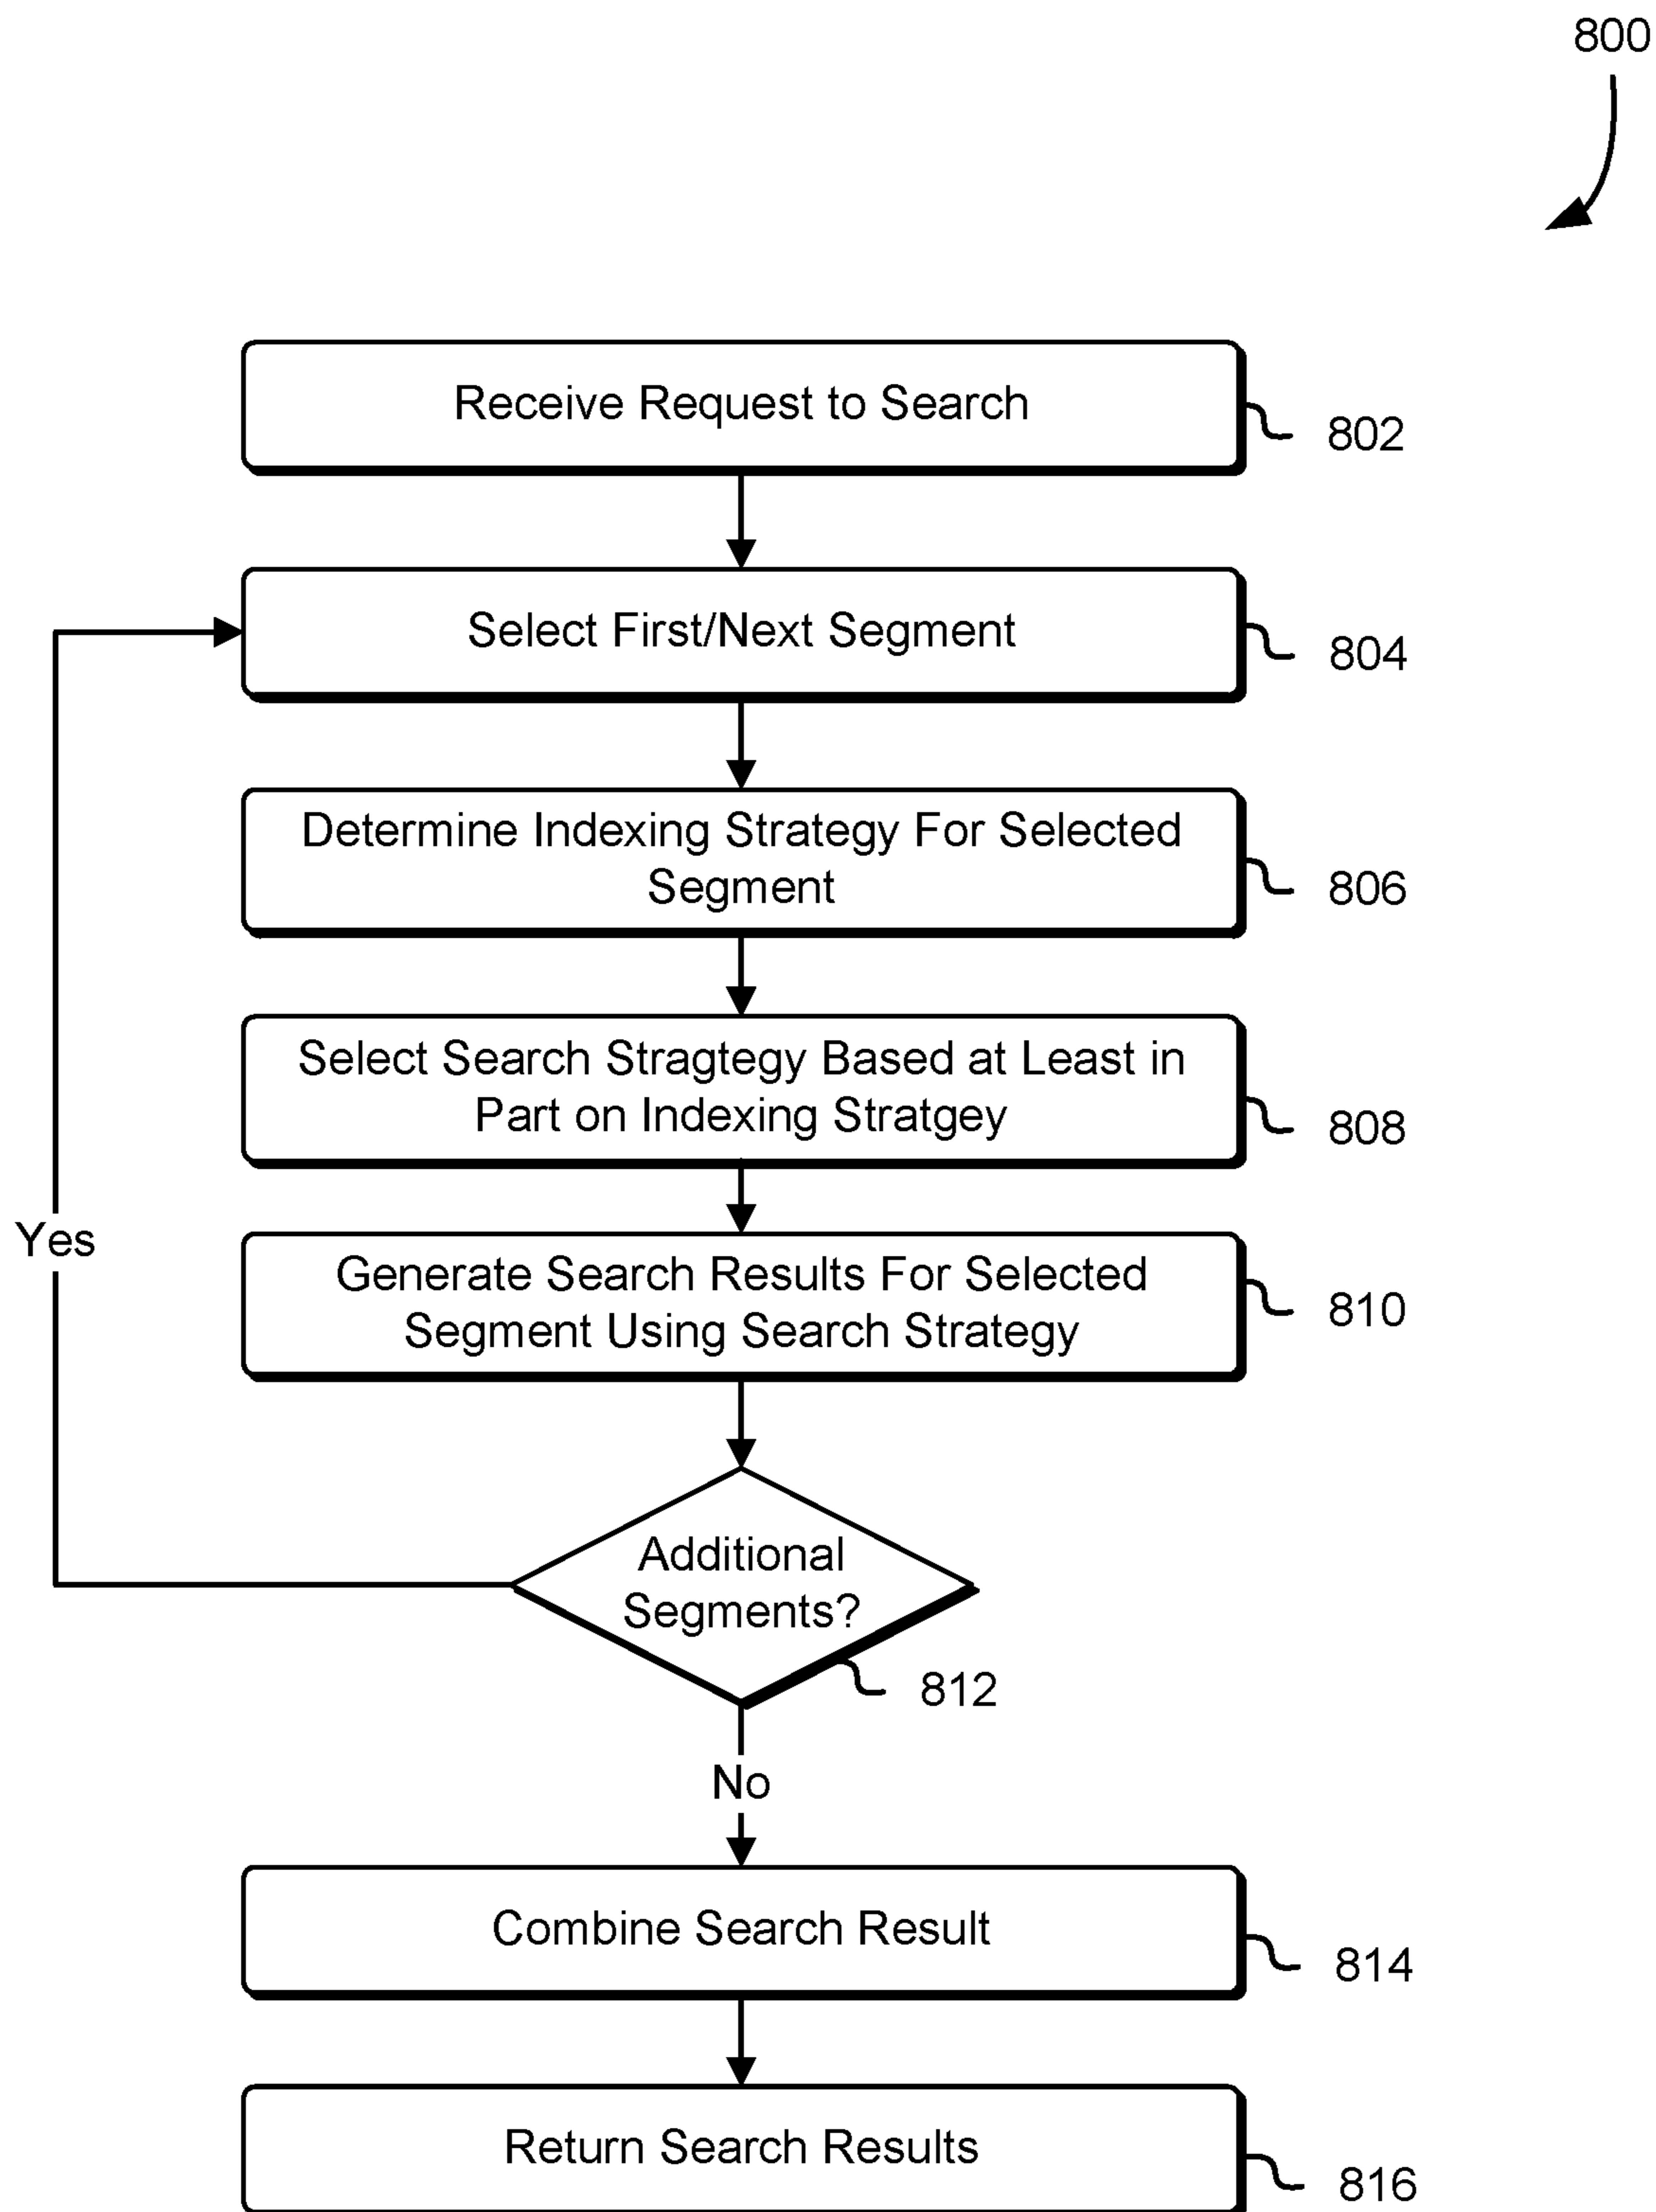 800
Receive Request to Search
802
Select First/Next Segment
804
Determine Indexing Strategy For Selected
Segment
806
Select Search Stragtegy Based at Least in
Part on Indexing Stratgey
808
Yes
Generate Search Results For Selected
Segment Using Search Strategy
810
Additional
Segments?
812
No
Combine Search Result
814
Return Search Results
816